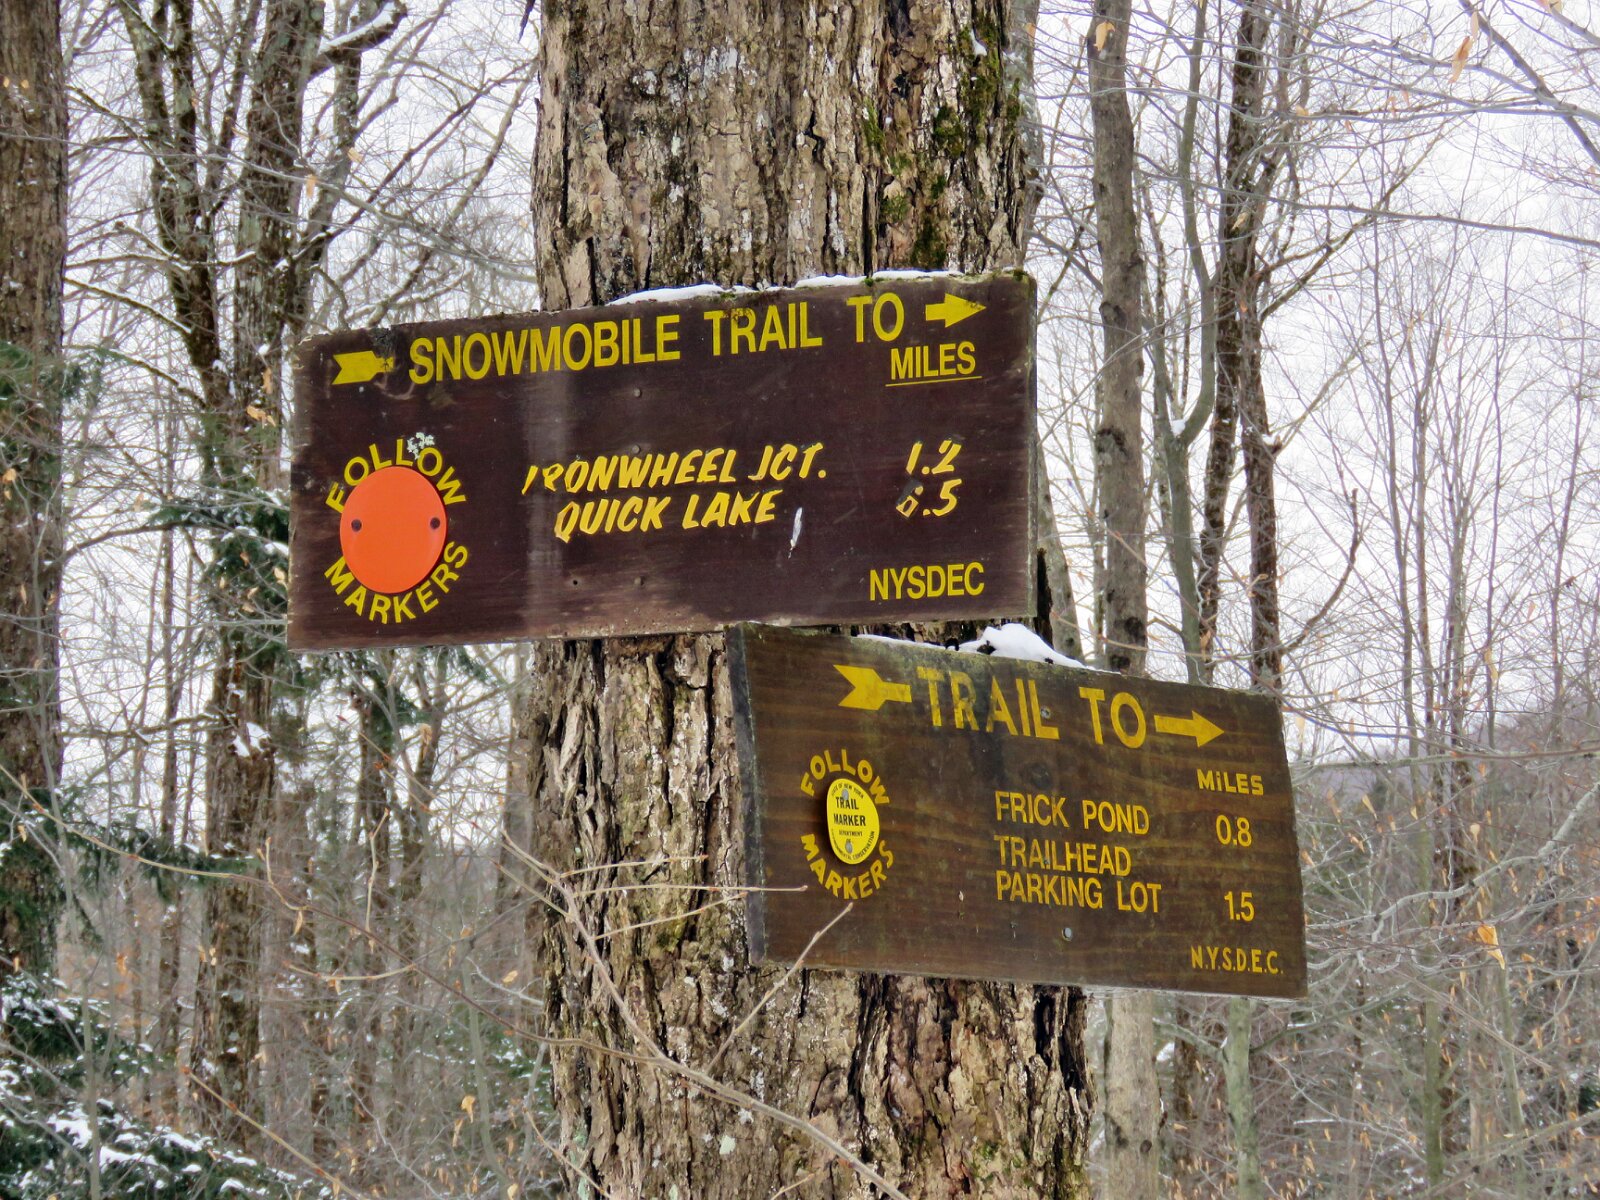 SNOWMOBILE TRAIL TO
MILES
FOLLOW
MARKERS
IRONWHEEL JCT. 1.2
QUICK LAKE 6.5
NYSDEC
TRAIL TO
MILES
FOLLOW
TRAIL
MARKER
DEPARTMENT
MARKERS
FRICK POND 0.8
TRAILHEAD
PARKING LOT 1.5
N.Y.S.D.E.C.